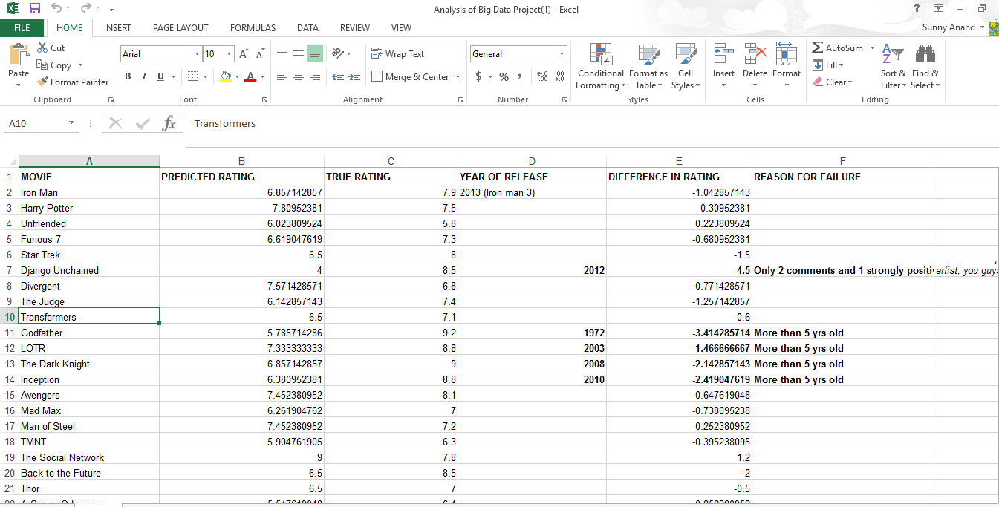 Analysis of Big Data Project(1) - Excel
?
FILE HOME INSERT PAGE LAYOUT FORMULAS DATA REVIEW VIEW Sunny Anand
Paste Cut Copy Format Painter Clipboard
Arial 10 A A B I U A Font
Wrap Text Merge & Center Alignment
General $ % , .00 .00 Number
Conditional Formatting Format as Table Cell Styles Styles
Insert Delete Format Cells
AutoSum Fill Clear Sort & Filter Find & Select Editing
A10 fx Transformers
A B C D E F
1 MOVIE PREDICTED RATING TRUE RATING YEAR OF RELEASE DIFFERENCE IN RATING REASON FOR FAILURE
2 Iron Man 6.857142857 7.9 2013 (Iron man 3) -1.042857143
3 Harry Potter 7.80952381 7.5 0.30952381
4 Unfriended 6.023809524 5.8 0.223809524
5 Furious 7 6.619047619 7.3 -0.680952381
6 Star Trek 6.5 8 -1.5
7 Django Unchained 4 8.5 2012 -4.5 Only 2 comments and 1 strongly positiv artist, you guys
8 Divergent 7.571428571 6.8 0.771428571
9 The Judge 6.142857143 7.4 -1.257142857
10 Transformers 6.5 7.1 -0.6
11 Godfather 5.785714286 9.2 1972 -3.414285714 More than 5 yrs old
12 LOTR 7.333333333 8.8 2003 -1.466666667 More than 5 yrs old
13 The Dark Knight 6.857142857 9 2008 -2.142857143 More than 5 yrs old
14 Inception 6.380952381 8.8 2010 -2.419047619 More than 5 yrs old
15 Avengers 7.452380952 8.1 -0.647619048
16 Mad Max 6.261904762 7 -0.738095238
17 Man of Steel 7.452380952 7.2 0.252380952
18 TMNT 5.904761905 6.3 -0.395238095
19 The Social Network 9 7.8 1.2
20 Back to the Future 6.5 8.5 -2
21 Thor 6.5 7 -0.5